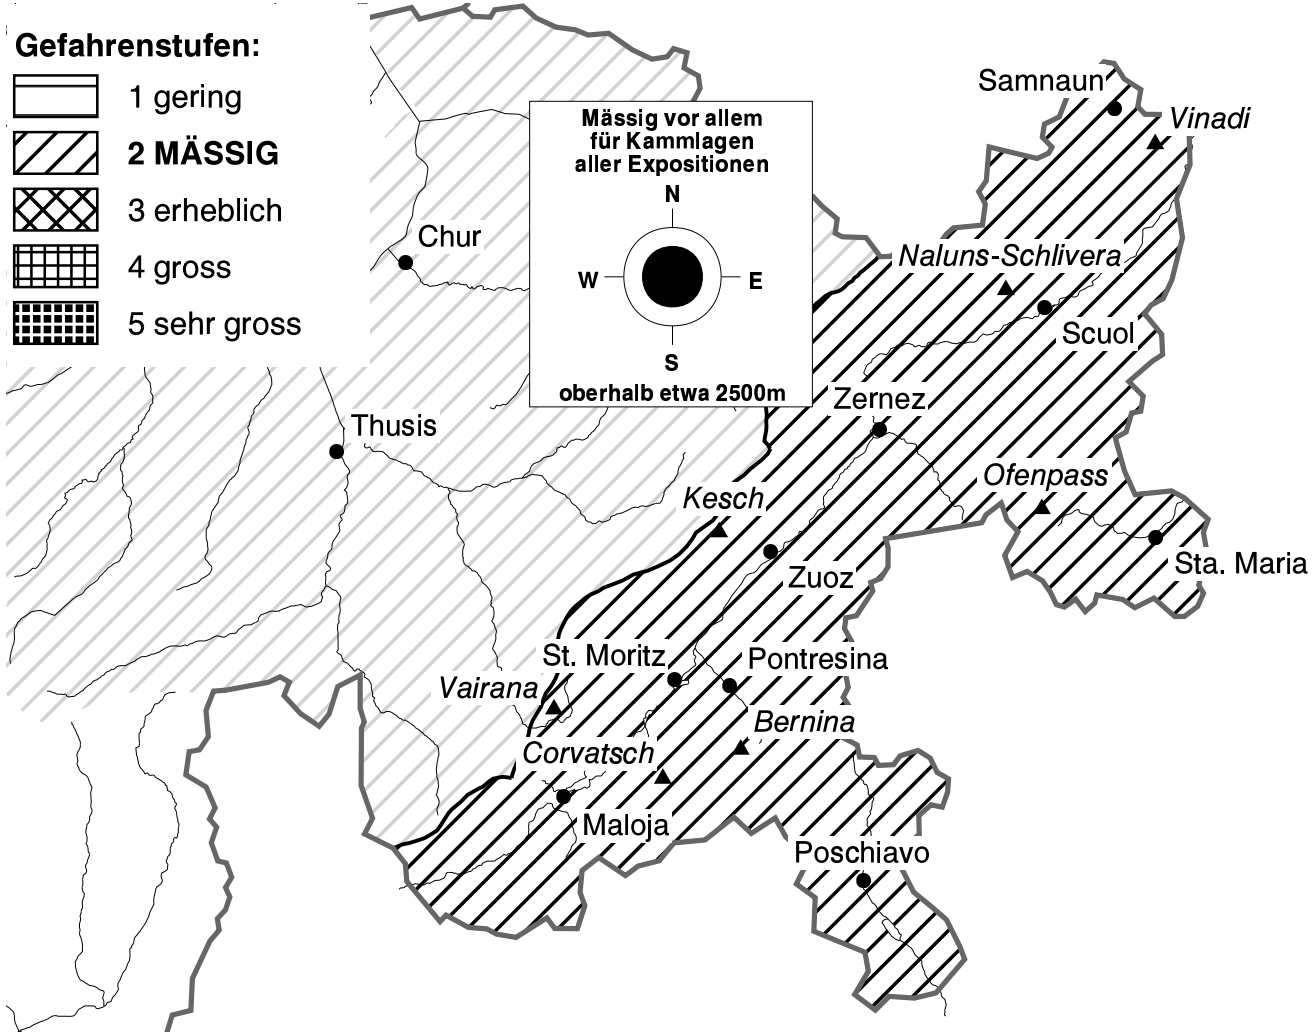 Gefahrenstufen:
1 gering
2 MÄSSIG
3 erheblich
4 gross
5 sehr gross
Mässig vor allem
für Kammlagen
aller Expositionen
N
W
E
S
oberhalb etwa 2500m
Samnaun
Vinadi
Chur
Naluns-Schlivera
Scuol
Zernez
Thusis
Ofenpass
Kesch
Sta. Maria
Zuoz
St. Moritz
Pontresina
Vairana
Bernina
Corvatsch
Maloja
Poschiavo